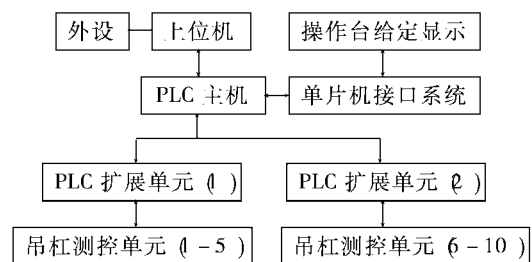 外设
上位机
操作台给定显示
PLC 主机
单片机接口系统
PLC 扩展单元 (1)
PLC 扩展单元 (2)
吊杠测控单元 (1-5)
吊杠测控单元 (6-10)